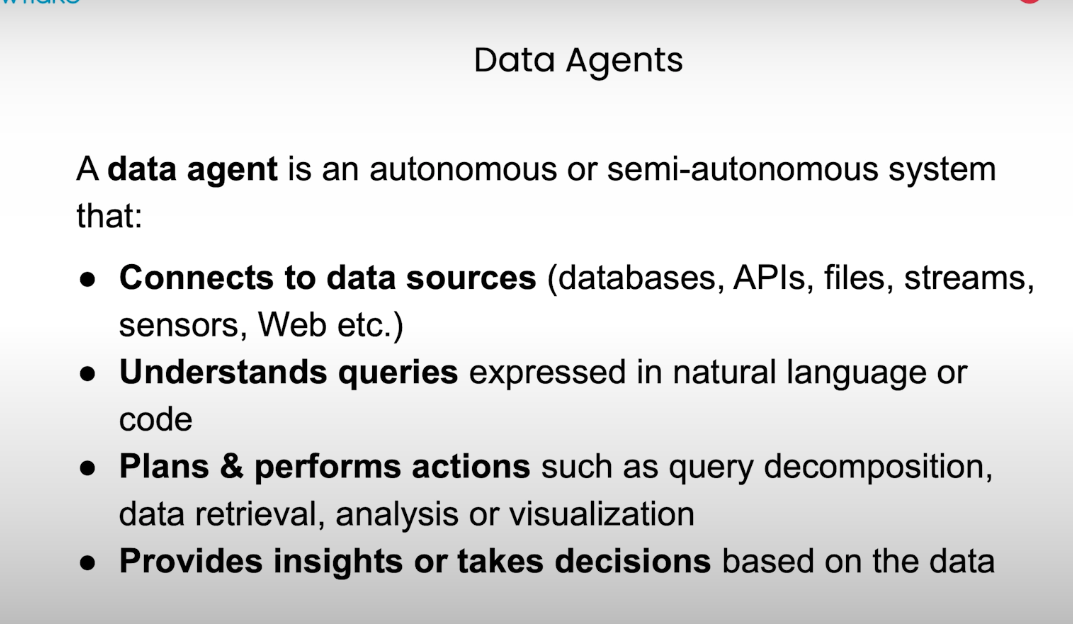 Data Agents
A data agent is an autonomous or semi-autonomous system
that:
● Connects to data sources (databases, APIs, files, streams,
sensors, Web etc.)
● Understands queries expressed in natural language or
code
● Plans & performs actions such as query decomposition,
data retrieval, analysis or visualization
● Provides insights or takes decisions based on the data